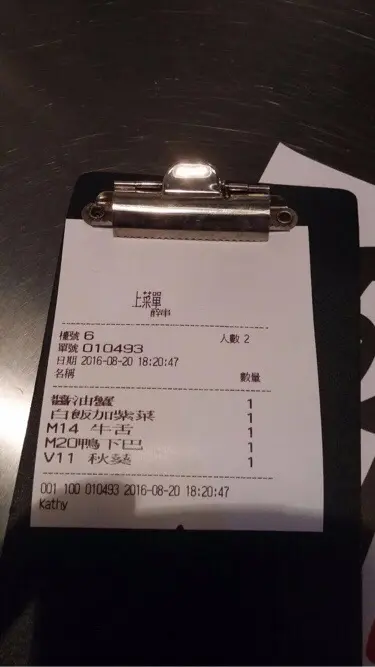 上菜單
醉串
檯號 6 人數 2
單號 010493
日期 2016-08-20 18:20:47
名稱 數量
醬油蟹 1
白飯加紫菜 1
M14 牛舌 1
M20鴨下巴 1
V11 秋葵 1
001 100 010493 2016-08-20 18:20:47
Kathy